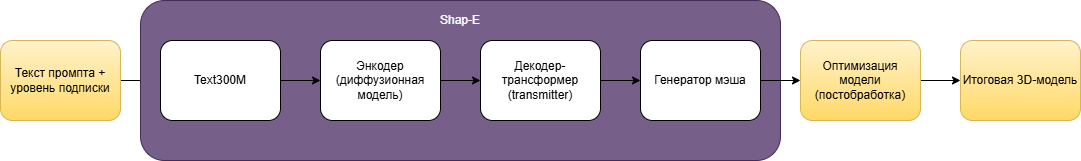 Shap-E
Текст промпта +
уровень подписки
Text300M
Энкодер
(диффузионная
модель)
Декодер-
трансформер
(transmitter)
Генератор мэша
Оптимизация
модели
(постобработка)
Итоговая 3D-модель